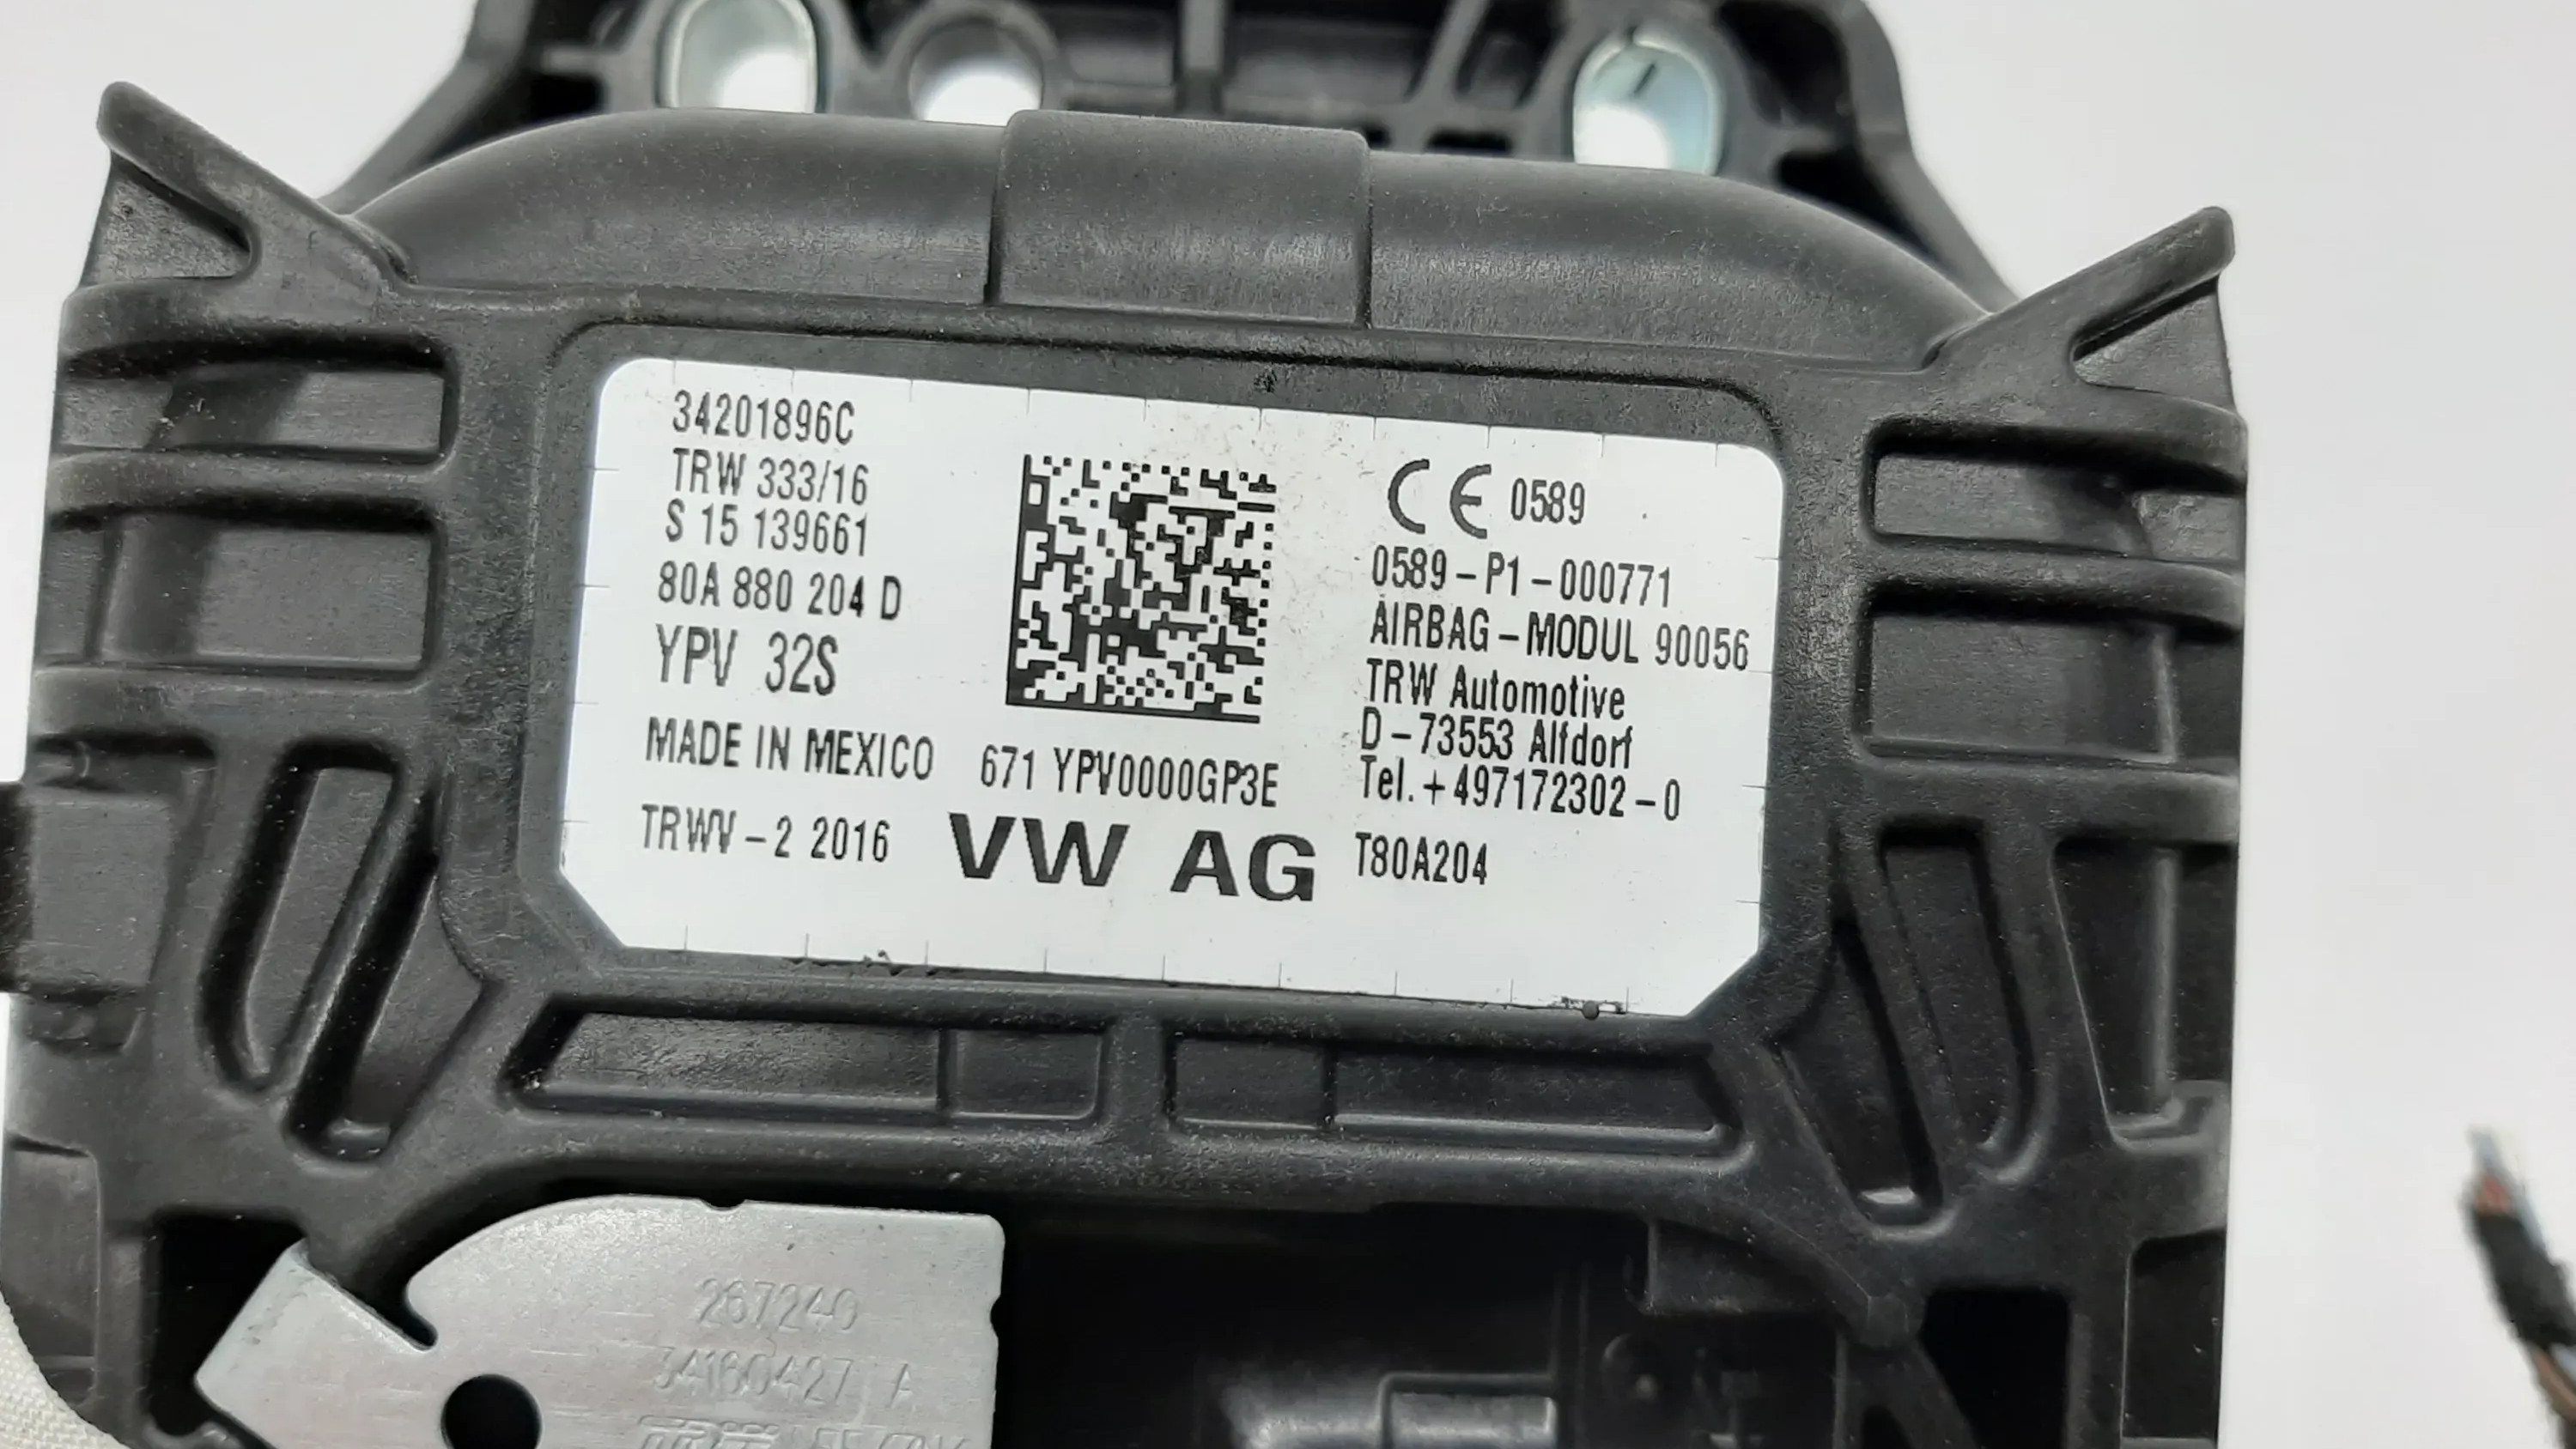 34201896C
TRW 333/16
S 15 139661
80A 880 204 D
YPV 32S
MADE IN MEXICO
TRWV-2 2016
671 YPV0000GP3E
VW AG
CE 0589
0589-P1-000771
AIRBAG-MODUL 90056
TRW Automotive
D-73553 Alfdorf
Tel.+497172302-0
T80A204
267240
34160427 A
TRW